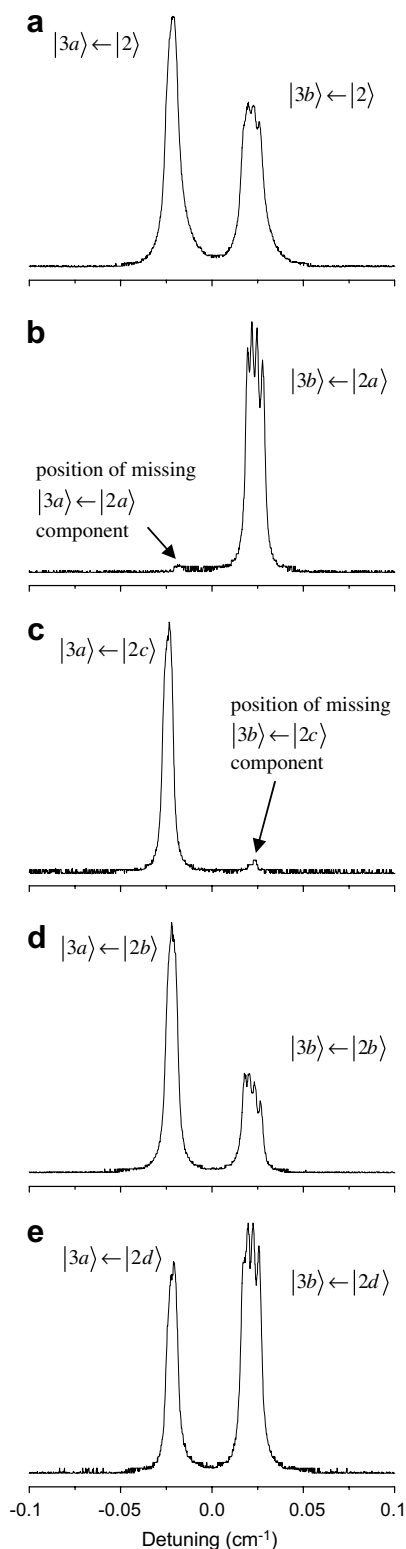 a
|3a⟩←|2⟩
|3b⟩←|2⟩
b
|3b⟩←|2a⟩
position of missing
|3a⟩←|2a⟩
component
c
|3a⟩←|2c⟩
position of missing
|3b⟩←|2c⟩
component
d
|3a⟩←|2b⟩
|3b⟩←|2b⟩
e
|3a⟩←|2d⟩
|3b⟩←|2d⟩
-0.1 -0.05 0.0 0.05 0.1
Detuning (cm⁻¹)